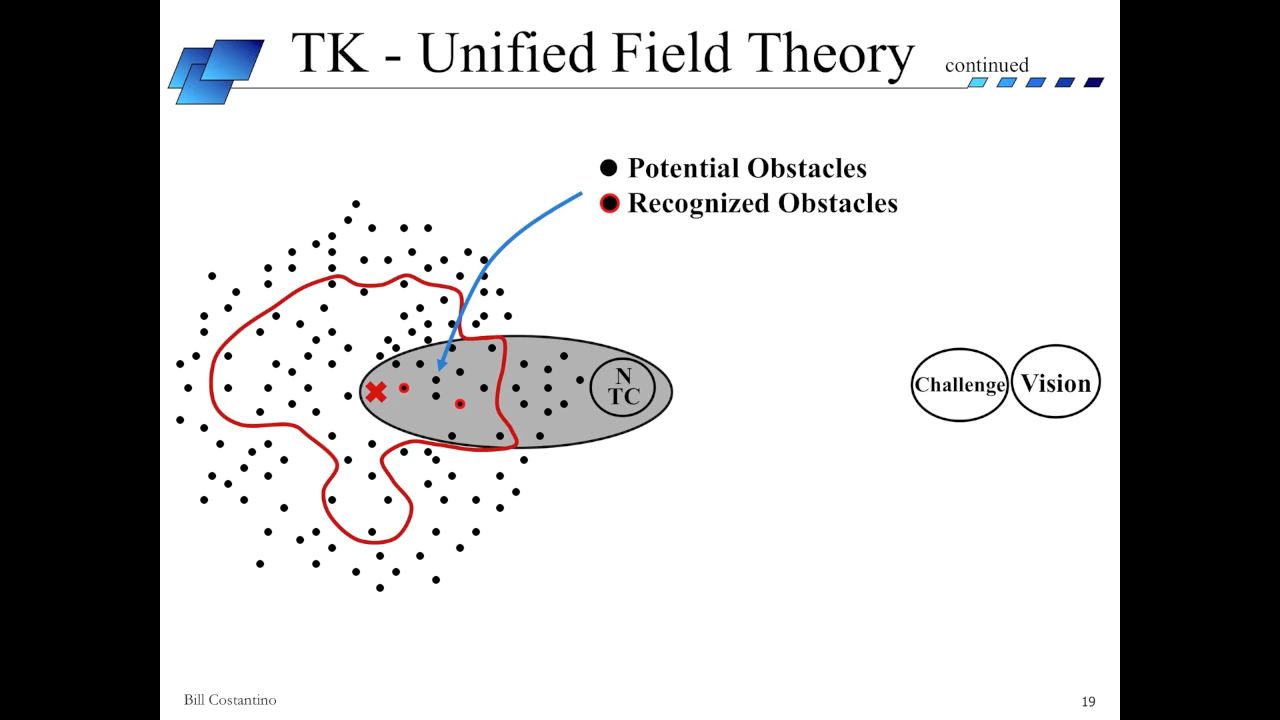 TK - Unified Field Theory continued
Potential Obstacles
Recognized Obstacles
N
TC
Challenge
Vision
Bill Costantino
19